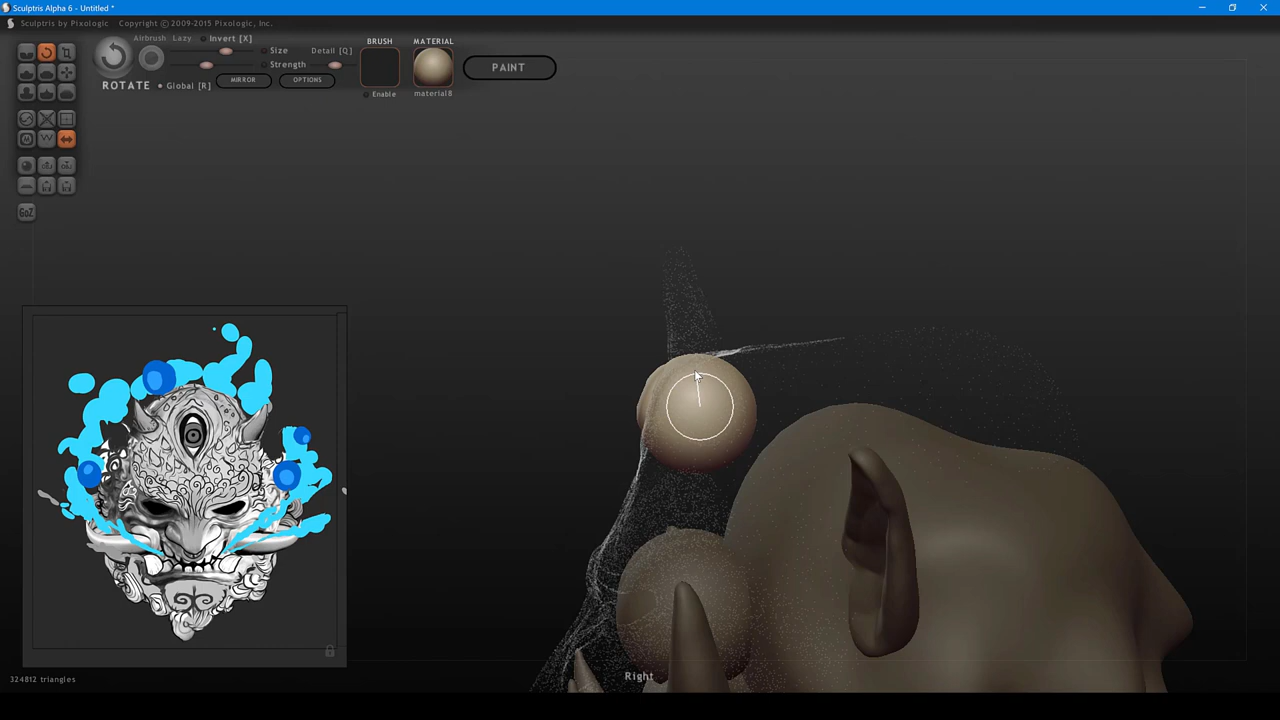 Sculptris Alpha 6 - Untitled *
Sculptris by Pixologic Copyright © 2009-2015 Pixologic, Inc.
Airbrush Lazy Invert [X]
Size Detail [Q]
Strength
ROTATE Global [R] MIRROR OPTIONS
BRUSH
Enable
MATERIAL
material8
PAINT
GoZ
Right
324812 triangles